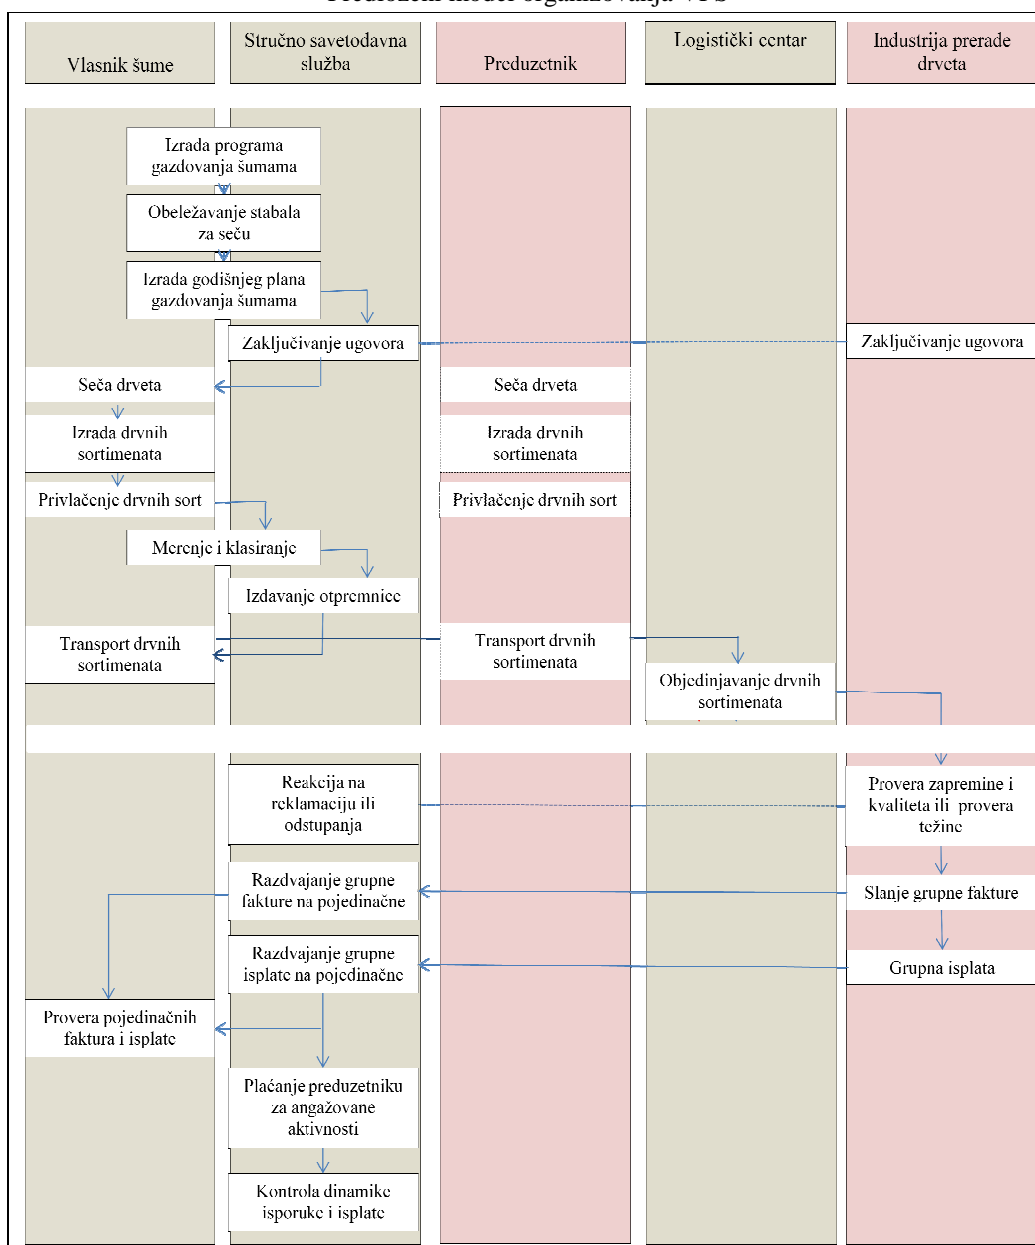 Predloženi model organizovanja VPŠ
Vlasnik šume
Stručno savetodavna
služba
Preduzetnik
Logistički centar
Industrija prerade
drveta
Izrada programa
gazdovanja šumama
Obeležavanje stabala
za seču
Izrada godišnjeg plana
gazdovanja šumama
Zaključivanje ugovora
Zaključivanje ugovora
Seča drveta
Seča drveta
Izrada drvnih
sortimenata
Izrada drvnih
sortimenata
Privlačenje drvnih sort
Privlačenje drvnih sort
Merenje i klasiranje
Izdavanje otpremnice
Transport drvnih
sortimenata
Transport drvnih
sortimenata
Objedinjavanje drvnih
sortimenata
Reakcija na
reklamaciju ili
odstupanja
Provera zapremine i
kvaliteta ili provera
težine
Razdvajanje grupne
fakture na pojedinačne
Slanje grupne fakture
Razdvajanje grupne
isplate na pojedinačne
Grupna isplata
Provera pojedinačnih
faktura i isplate
Plaćanje preduzetniku
za angažovane
aktivnosti
Kontrola dinamike
isporuke i isplate